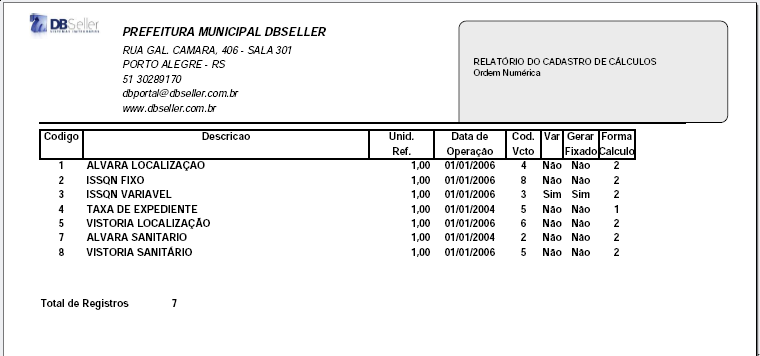 DBSeller
SISTEMAS INTEGRADOS
PREFEITURA MUNICIPAL DBSELLER
RUA GAL. CAMARA, 406 - SALA 301
PORTO ALEGRE - RS
51 30289170
dbportal@dbseller.com.br
www.dbseller.com.br
RELATÓRIO DO CADASTRO DE CÁLCULOS
Ordem Numérica
Codigo Descricao Unid. Data de Cod. Var Gerar Forma
Ref. Operação Vcto Fixado Calculo
1 ALVARA LOCALIZAÇÃO 1,00 01/01/2006 4 Não Não 2
2 ISSQN FIXO 1,00 01/01/2006 8 Não Não 2
3 ISSQN VARIAVEL 1,00 01/01/2006 3 Sim Sim 2
4 TAXA DE EXPEDIENTE 1,00 01/01/2004 5 Não Não 1
5 VISTORIA LOCALIZAÇÃO 1,00 01/01/2006 6 Não Não 2
7 ALVARA SANITARIO 1,00 01/01/2004 2 Não Não 2
8 VISTORIA SANITÁRIO 1,00 01/01/2006 5 Não Não 2
Total de Registros 7